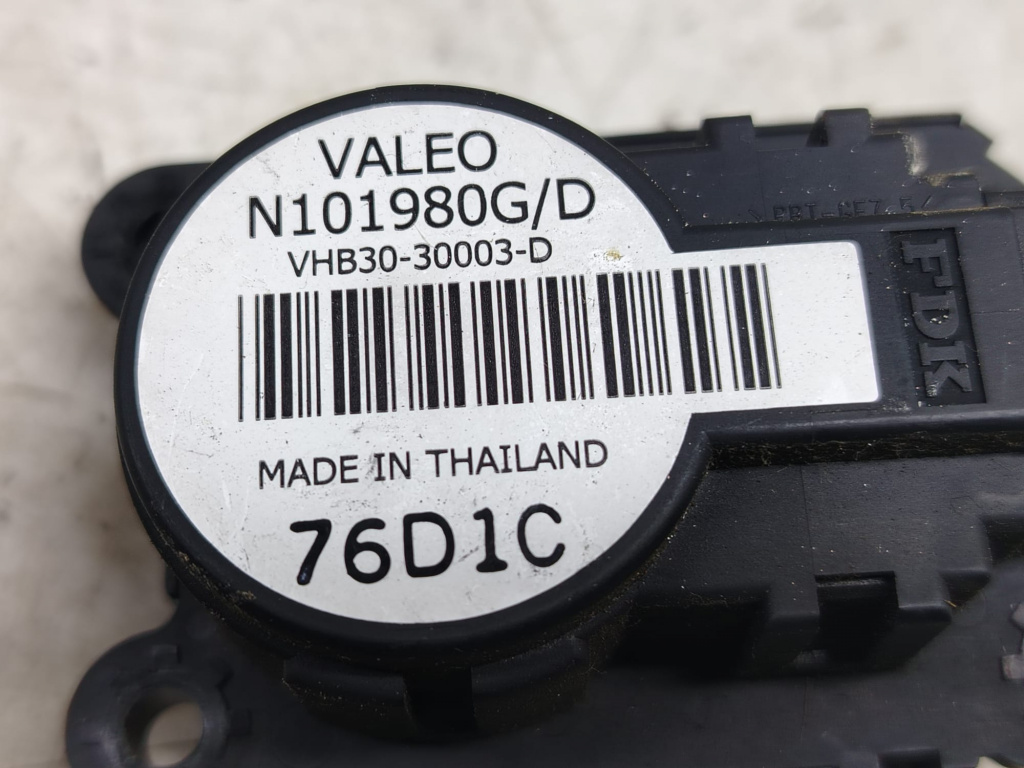 VALEO
N101980G/D
VHB30-30003-D
MADE IN THAILAND
76D1C
FDK